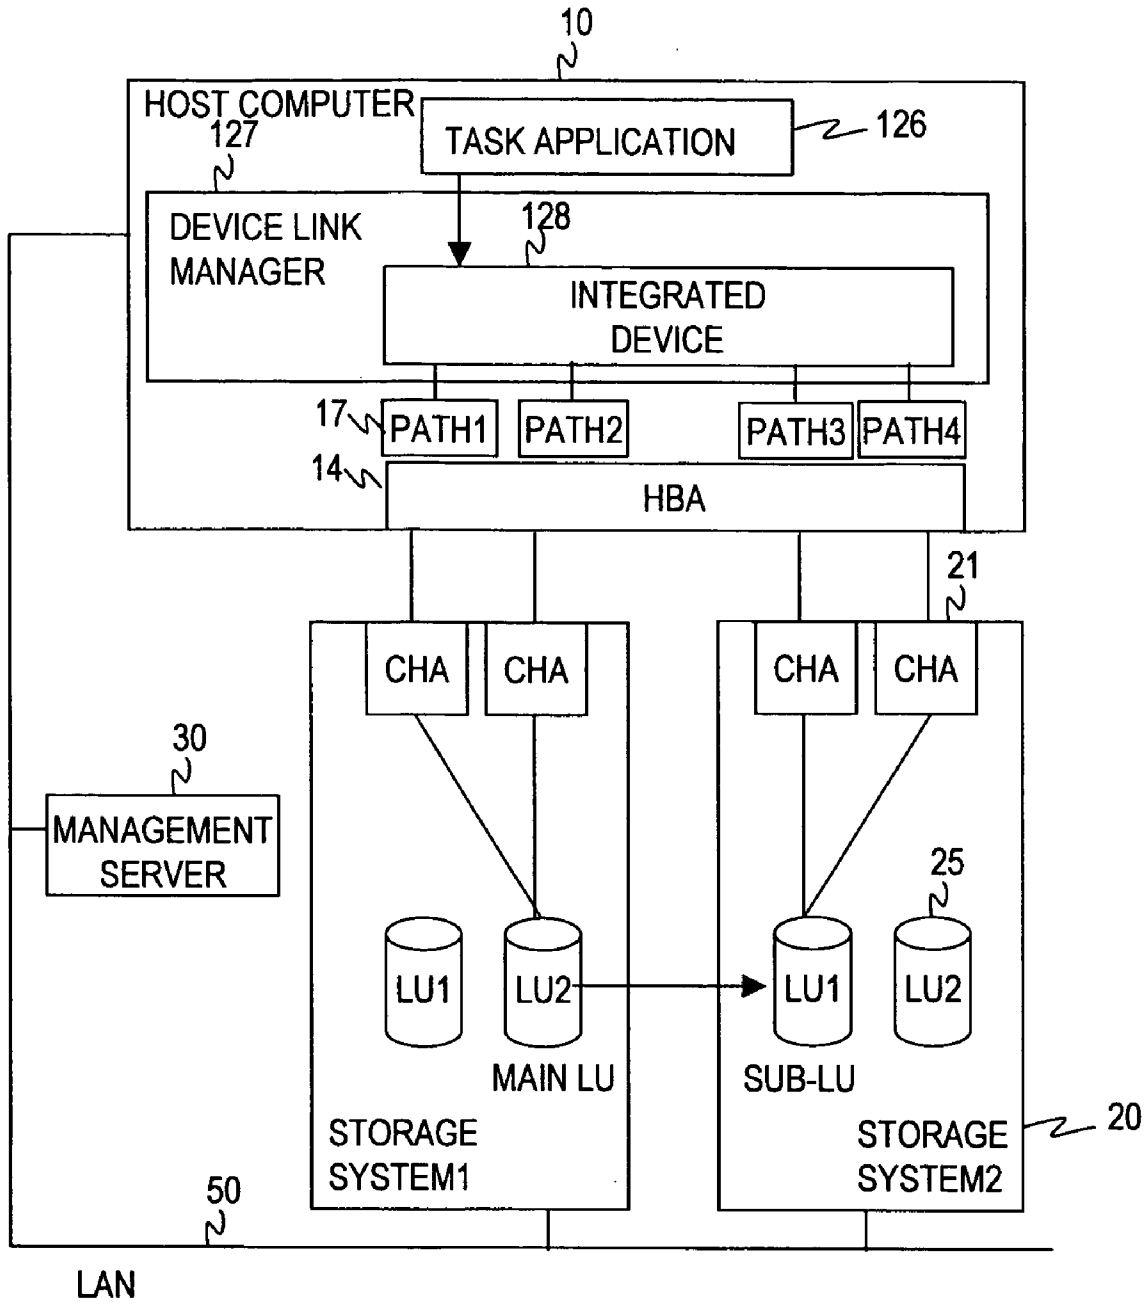 10
HOST COMPUTER
TASK APPLICATION
126
127
DEVICE LINK
MANAGER
128
INTEGRATED
DEVICE
17
PATH1
PATH2
PATH3
PATH4
14
HBA
21
CHA
CHA
CHA
CHA
30
MANAGEMENT
SERVER
25
LU1
LU2
LU1
LU2
MAIN LU
SUB-LU
20
STORAGE
SYSTEM1
STORAGE
SYSTEM2
50
LAN